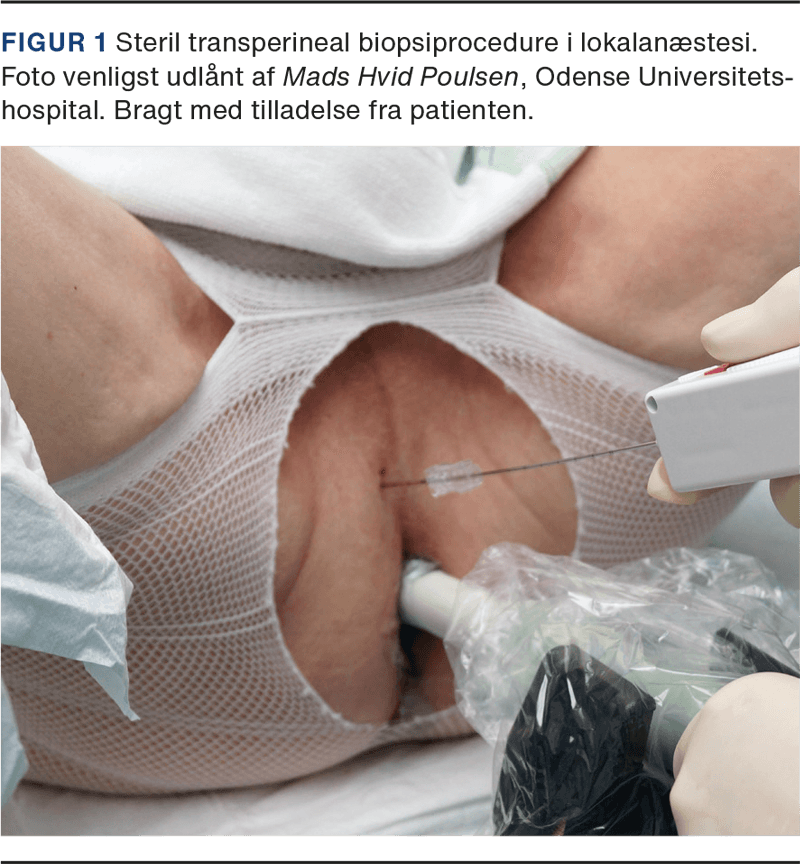 FIGUR 1 Steril transperineal biopsiprocedure i lokalanæstesi.
Foto venligst udlånt af Mads Hvid Poulsen, Odense Universitets-
hospital. Bragt med tilladelse fra patienten.